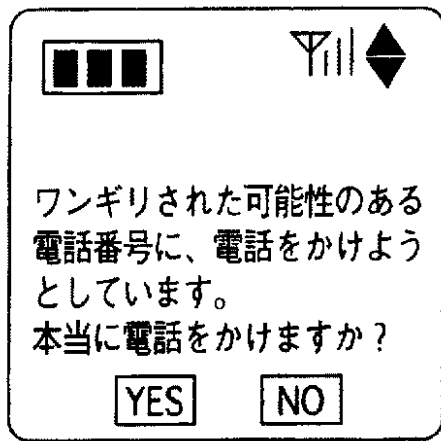 ワンギリされた可能性のある
電話番号に、電話をかけよう
としています。
本当に電話をかけますか？
YES NO